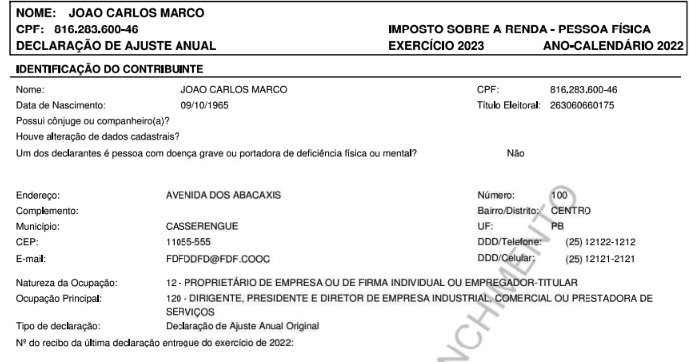 NOME: JOAO CARLOS MARCO
CPF: 816.283.600-46 IMPOSTO SOBRE A RENDA - PESSOA FÍSICA
DECLARAÇÃO DE AJUSTE ANUAL EXERCÍCIO 2023 ANO-CALENDÁRIO 2022
IDENTIFICAÇÃO DO CONTRIBUINTE
Nome: JOAO CARLOS MARCO CPF: 816.283.600-46
Data de Nascimento: 09/10/1965 Título Eleitoral: 263060660175
Possui cônjuge ou companheiro(a)?
Houve alteração de dados cadastrais?
Um dos declarantes é pessoa com doença grave ou portadora de deficiência física ou mental? Não
Endereço: AVENIDA DOS ABACAXIS Número: 100
Complemento: Bairro/Distrito: CENTRO
Município: CASSERENGUE UF: PB
CEP: 11055-555 DDD/Telefone: (25) 12122-1212
E-mail: FDFDDFD@FDF.COOC DDD/Celular: (25) 12121-2121
Natureza da Ocupação: 12 - PROPRIETÁRIO DE EMPRESA OU DE FIRMA INDIVIDUAL OU EMPREGADOR-TITULAR
Ocupação Principal: 120 - DIRIGENTE, PRESIDENTE E DIRETOR DE EMPRESA INDUSTRIAL, COMERCIAL OU PRESTADORA DE
SERVIÇOS
Tipo de declaração: Declaração de Ajuste Anual Original
Nº do recibo da última declaração entregue do exercício de 2022:
NCHIMENTO